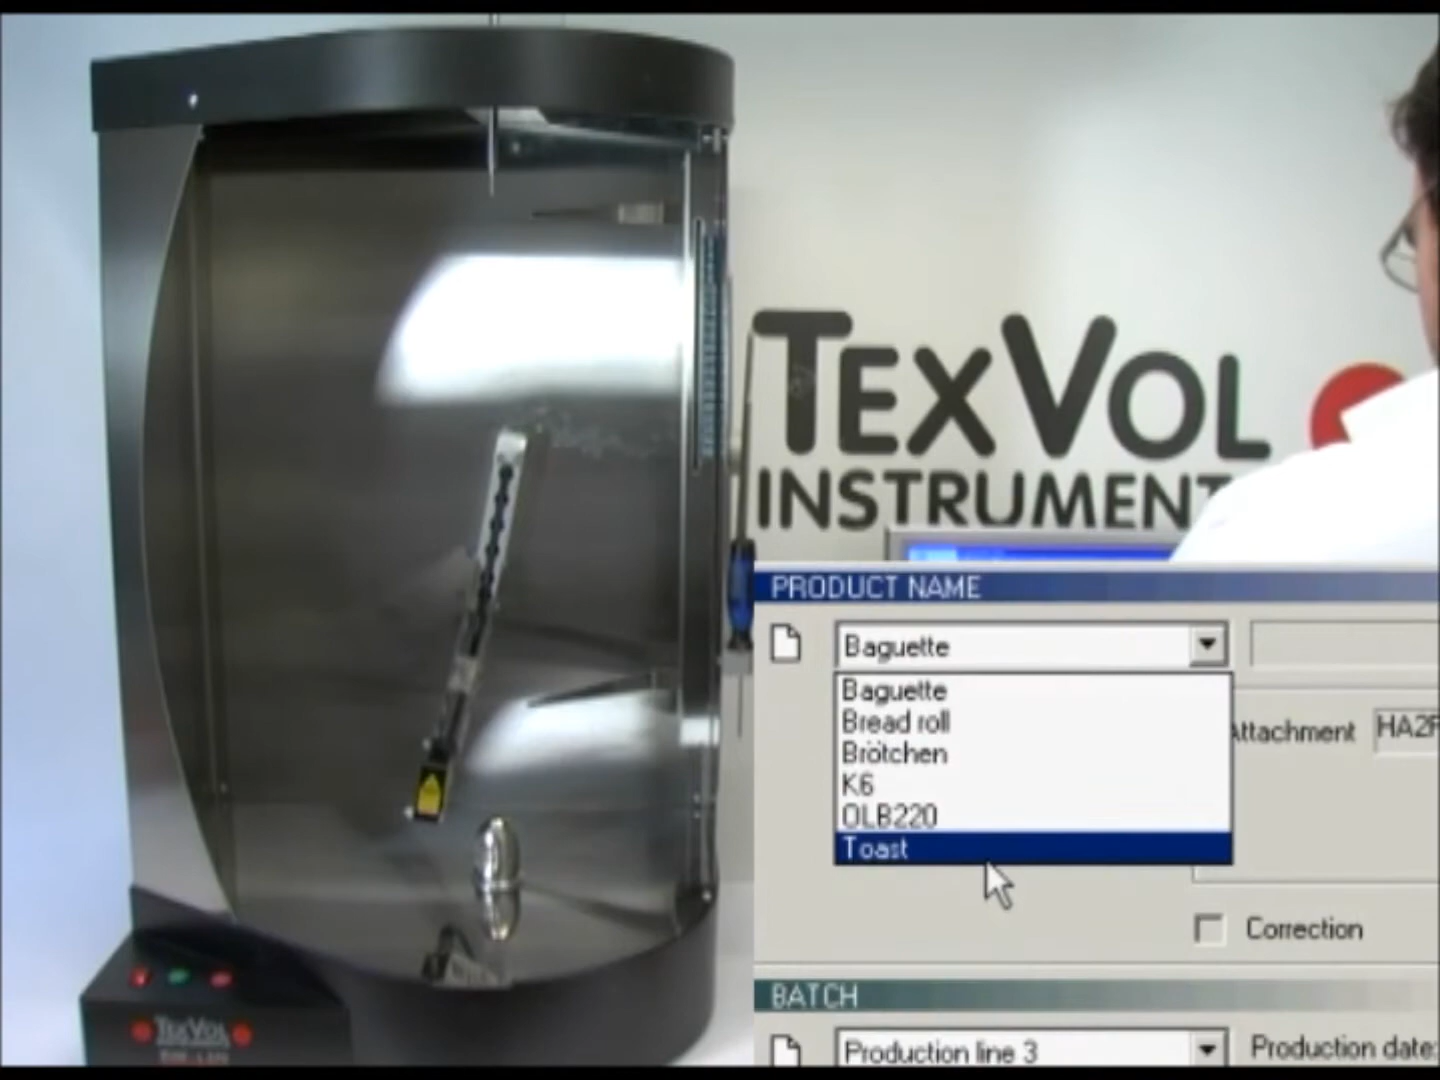 TEXVOL
INSTRUMENT
PRODUCT NAME
Baguette
Baguette
Bread roll
Brötchen
K6
OLB220
Toast
Attachment
Correction
BATCH
Production line 3
Production date:
TEXVOL